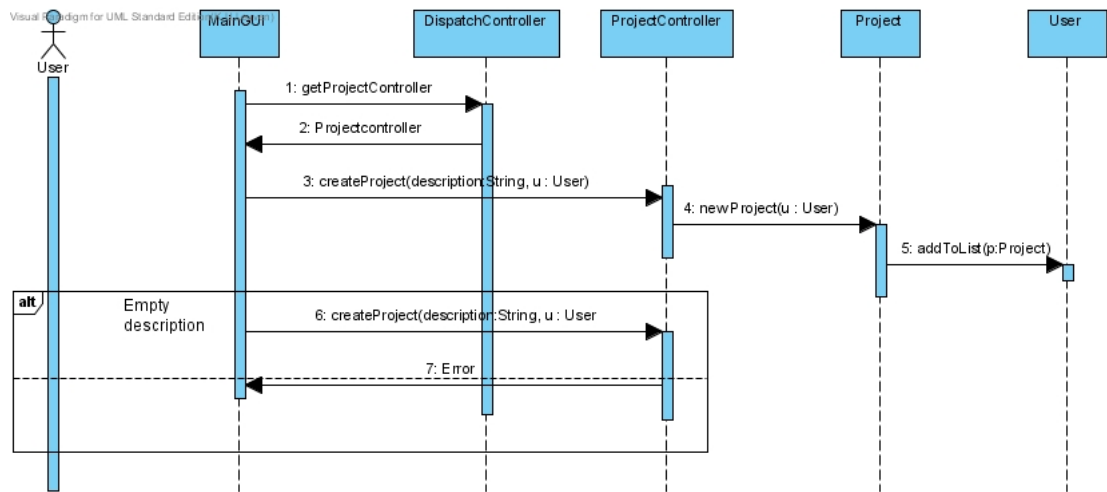 Visual Paradigm for UML Standard Edition
User
MainGUI
DispatchController
ProjectController
Project
User
1: getProjectController
2: Projectcontroller
3: createProject(description:String, u : User)
4: newProject(u : User)
5: addToList(p:Project)
alt
Empty
description
6: createProject(description:String, u : User
7: Error